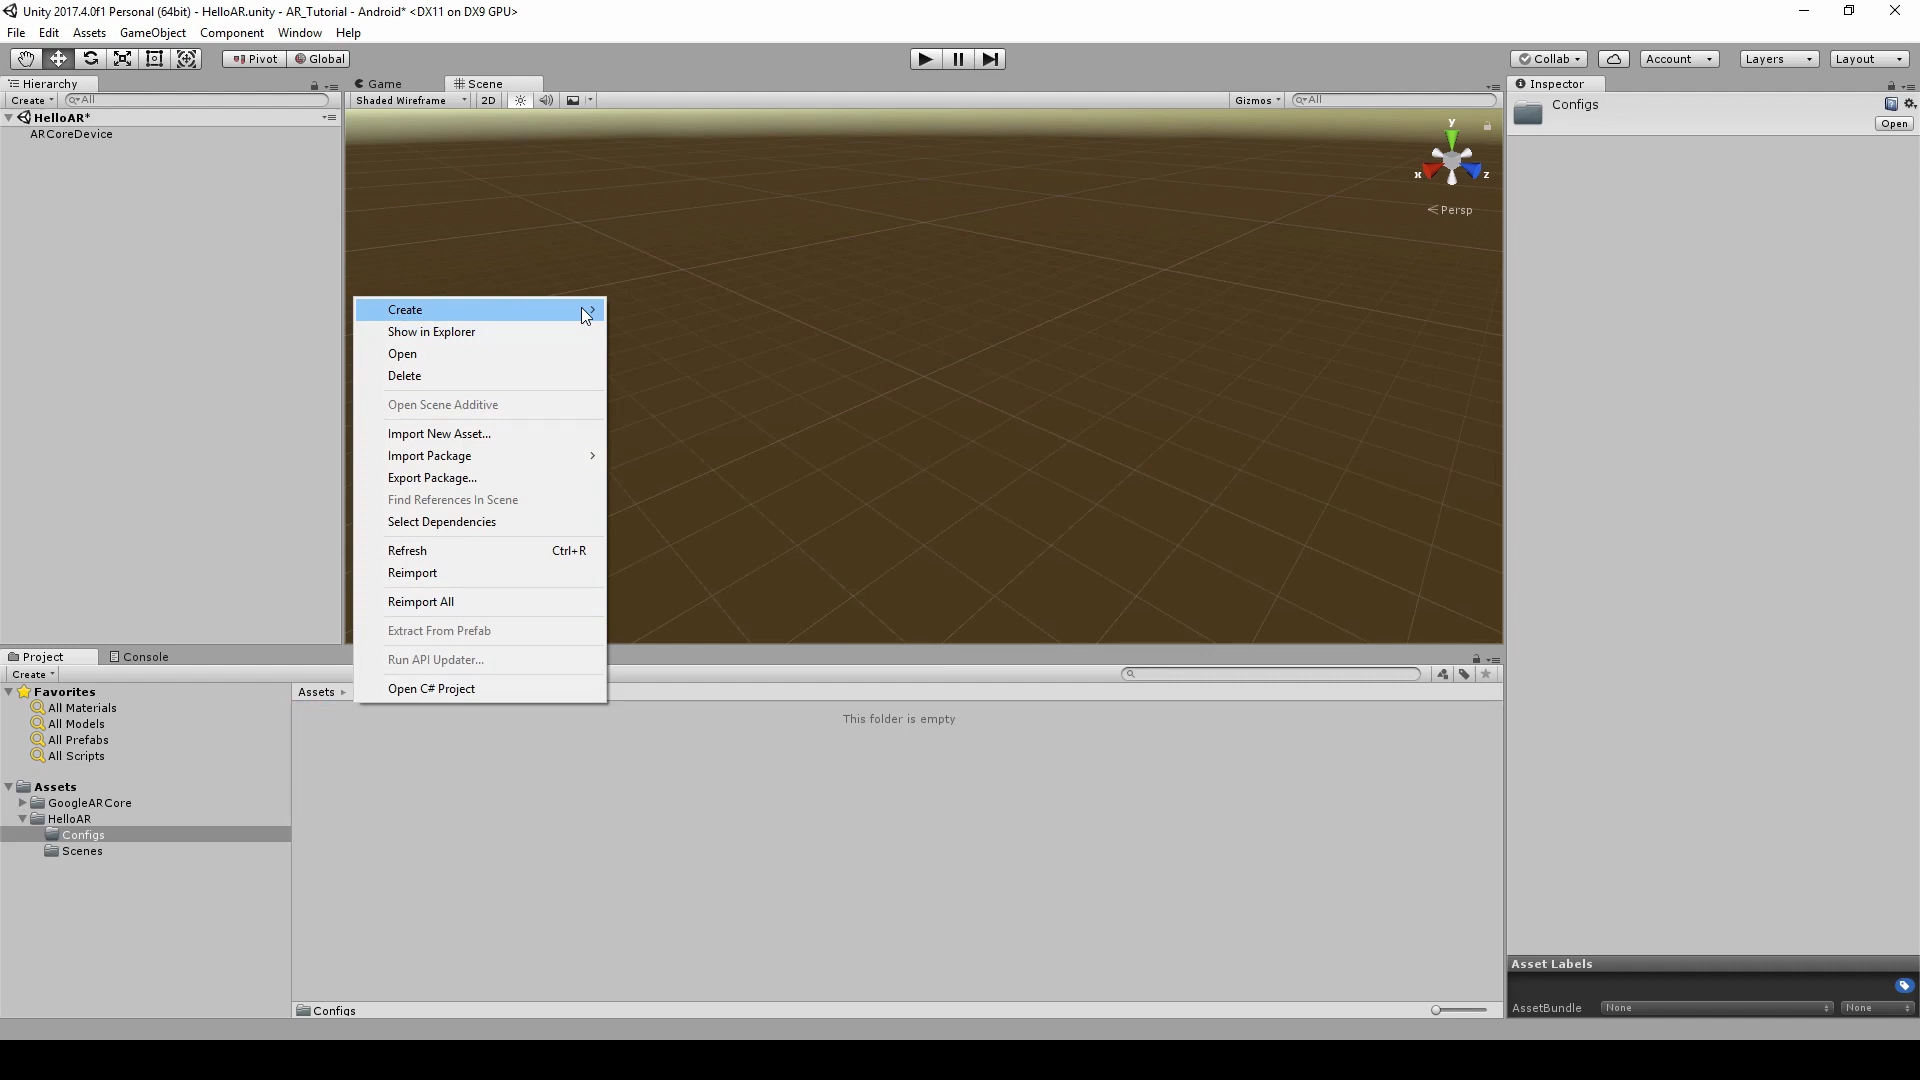 Unity 2017.4.0f1 Personal (64bit) - HelloAR.unity - AR_Tutorial - Android* <DX11 on DX9 GPU>
File Edit Assets GameObject Component Window Help
Pivot Global Collab Account Layers Layout
Hierarchy Game Scene Inspector
Create All Shaded Wireframe 2D Gizmos All Configs
HelloAR* y Open
ARCoreDevice
x z
Persp
Create
Show in Explorer
Open
Delete
Open Scene Additive
Import New Asset...
Import Package
Export Package...
Find References In Scene
Select Dependencies
Refresh Ctrl+R
Reimport
Reimport All
Extract From Prefab
Run API Updater...
Open C# Project
Project Console
Create
Favorites Assets
All Materials
All Models
All Prefabs
All Scripts
This folder is empty
Assets
GoogleARCore
HelloAR
Configs
Scenes
Configs
Asset Labels
AssetBundle None None